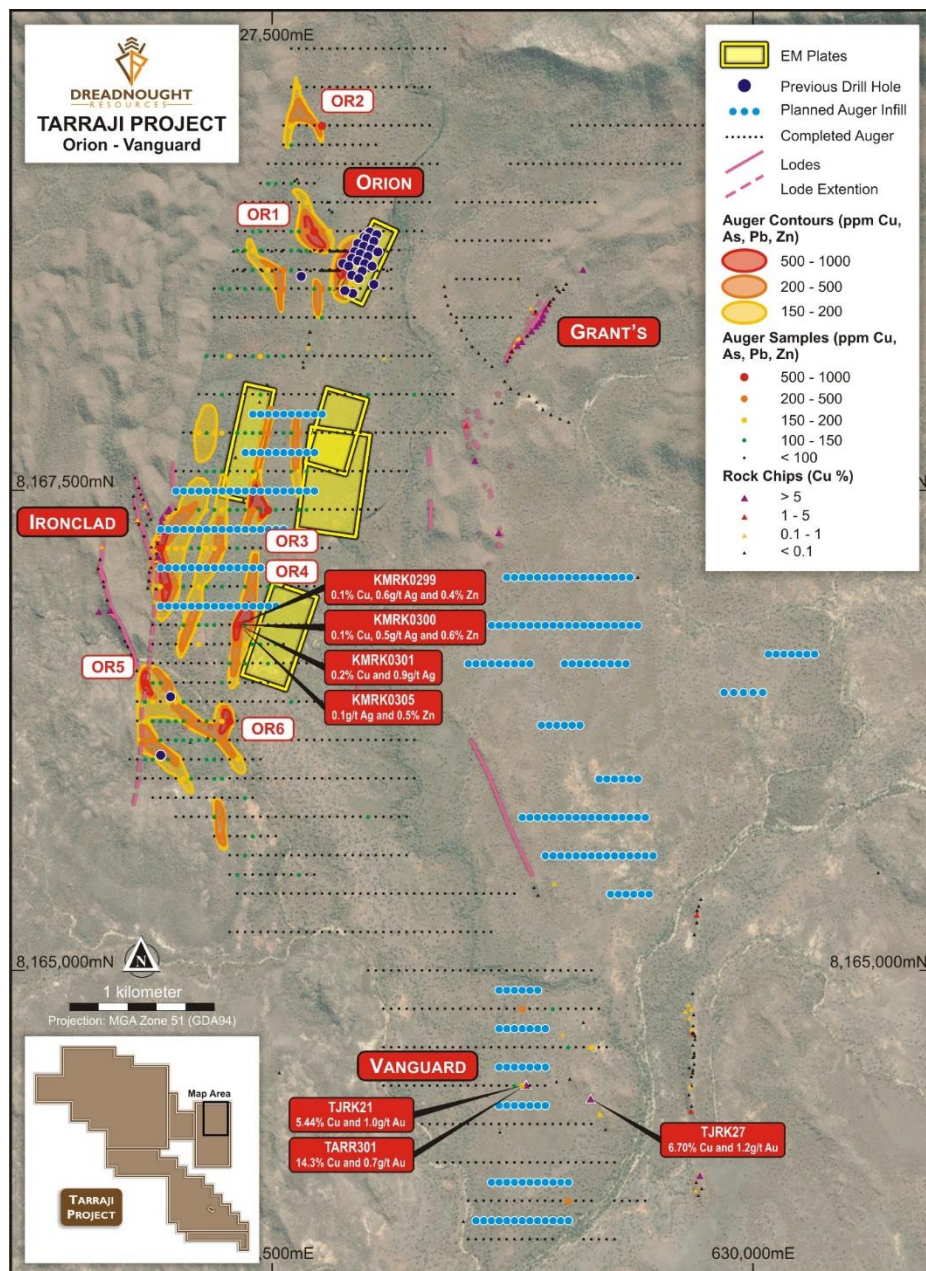 DREADNOUGHT
RESOURCES
TARRAJI PROJECT
Orion - Vanguard
27,500mE
EM Plates
Previous Drill Hole
Planned Auger Infill
Completed Auger
Lodes
Lode Extention
Auger Contours (ppm Cu,
As, Pb, Zn)
500 - 1000
200 - 500
150 - 200
Auger Samples (ppm Cu,
As, Pb, Zn)
500 - 1000
200 - 500
150 - 200
100 - 150
< 100
Rock Chips (Cu %)
> 5
1 - 5
0.1 - 1
< 0.1
OR2
ORION
OR1
GRANT'S
8,167,500mN
N
IRONCLAD
OR3
OR4
KMRK0299
0.1% Cu, 0.6g/t Ag and 0.4% Zn
KMRK0300
0.1% Cu, 0.5g/t Ag and 0.6% Zn
KMRK0301
0.2% Cu and 0.9g/t Ag
KMRK0305
0.1g/t Ag and 0.5% Zn
OR5
OR6
8,165,000mN
8,165,000mN
N
1 kilometer
Projection: MGA Zone 51 (GDA94)
VANGUARD
TJRK21
5.44% Cu and 1.0g/t Au
TARR301
14.3% Cu and 0.7g/t Au
TJRK27
6.70% Cu and 1.2g/t Au
Map Area
TARRAJI
PROJECT
,500mE
630,000mE